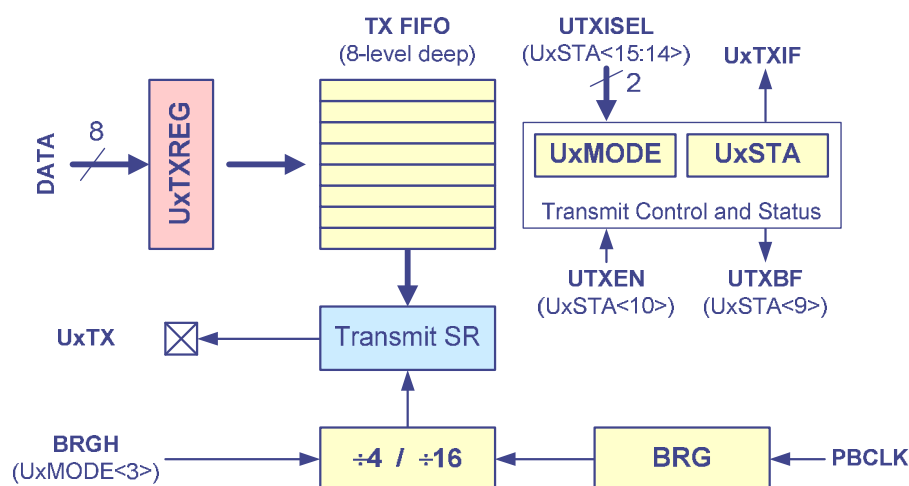 TX FIFO
(8-level deep)
UTXISEL
(UxSTA<15:14>)
UxTXIF
2
DATA
8
UxTXREG
UxMODE
UxSTA
Transmit Control and Status
UTXEN
(UxSTA<10>)
UTXBF
(UxSTA<9>)
UxTX
Transmit SR
BRGH
(UxMODE<3>)
÷4 / ÷16
BRG
PBCLK